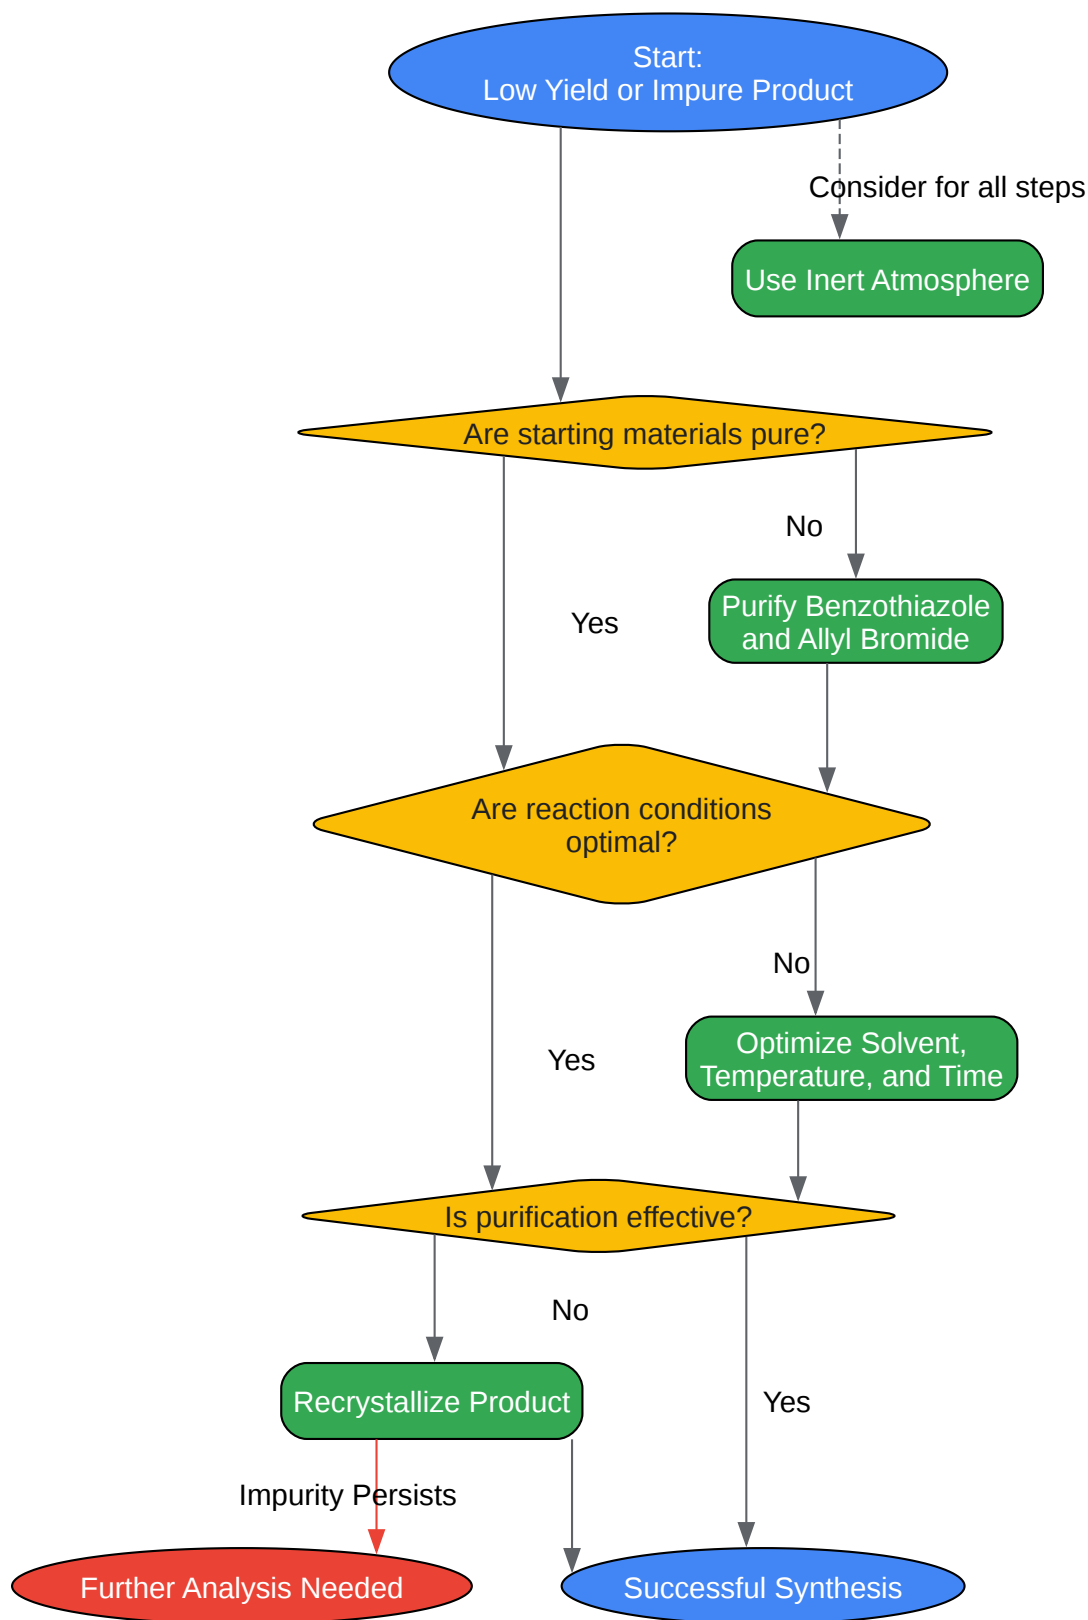 Start:
Low Yield or Impure Product
Consider for all steps
Use Inert Atmosphere
Are starting materials pure?
No
Purify Benzothiazole
and Allyl Bromide
Yes
Are reaction conditions
optimal?
No
Optimize Solvent,
Temperature, and Time
Yes
Is purification effective?
No
Recrystallize Product
Yes
Impurity Persists
Further Analysis Needed
Successful Synthesis